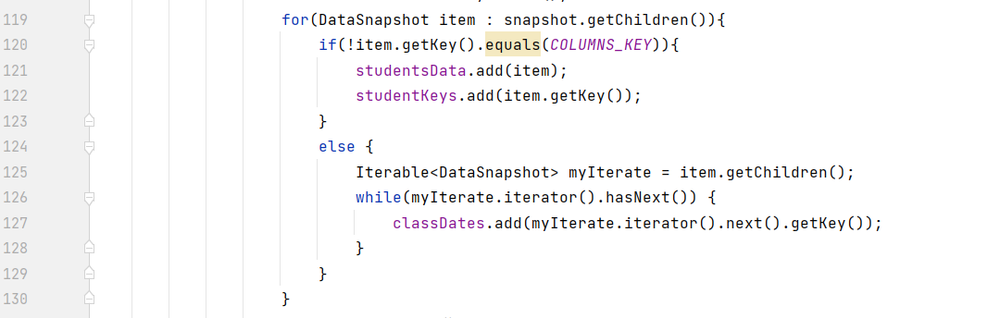 119 for(DataSnapshot item : snapshot.getChildren()){
120 if(!item.getKey().equals(COLUMNS_KEY)){
121 studentsData.add(item);
122 studentKeys.add(item.getKey());
123 }
124 else {
125 Iterable<DataSnapshot> myIterate = item.getChildren();
126 while(myIterate.iterator().hasNext()) {
127 classDates.add(myIterate.iterator().next().getKey());
128 }
129 }
130 }